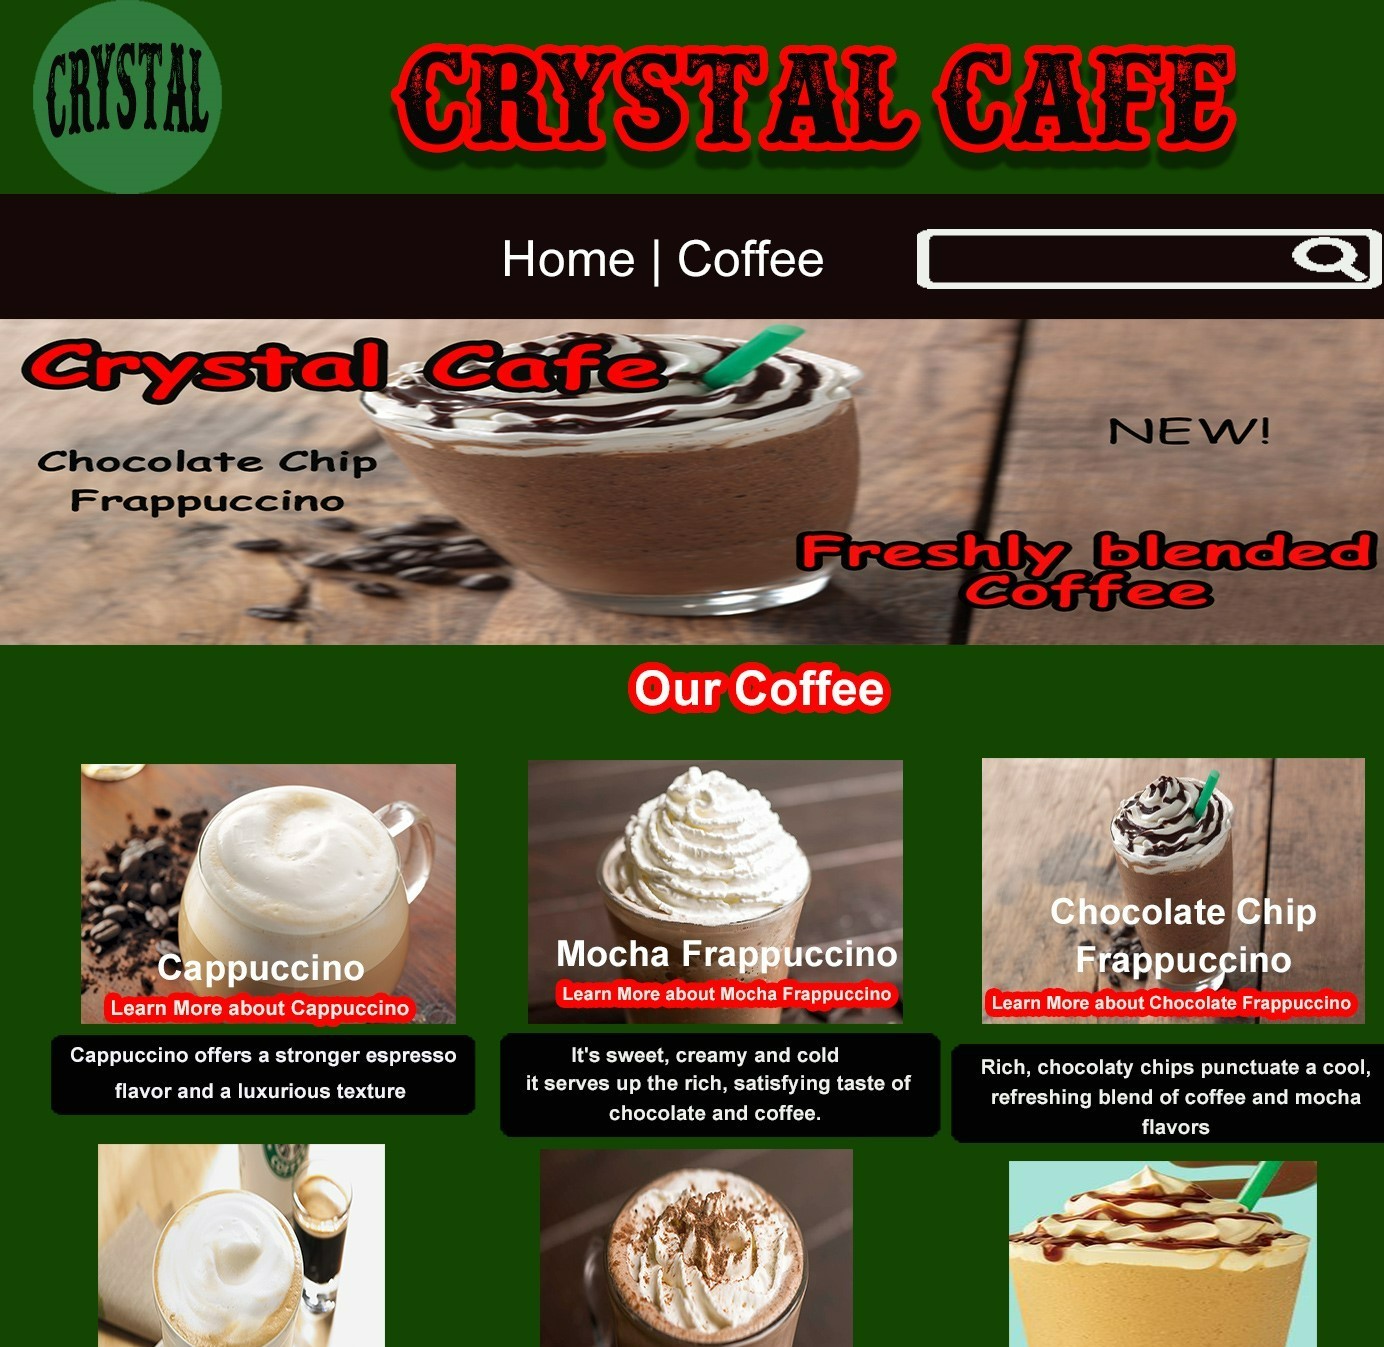 CRYSTAL
CRYSTAL CAFE
Home | Coffee
Crystal Cafe
Chocolate Chip
Frappuccino
NEW!
Freshly blended
Coffee
Our Coffee
Cappuccino
Learn More about Cappuccino
Cappuccino offers a stronger espresso
flavor and a luxurious texture
Mocha Frappuccino
Learn More about Mocha Frappuccino
It's sweet, creamy and cold
it serves up the rich, satisfying taste of
chocolate and coffee.
Chocolate Chip
Frappuccino
Learn More about Chocolate Frappuccino
Rich, chocolaty chips punctuate a cool,
refreshing blend of coffee and mocha
flavors